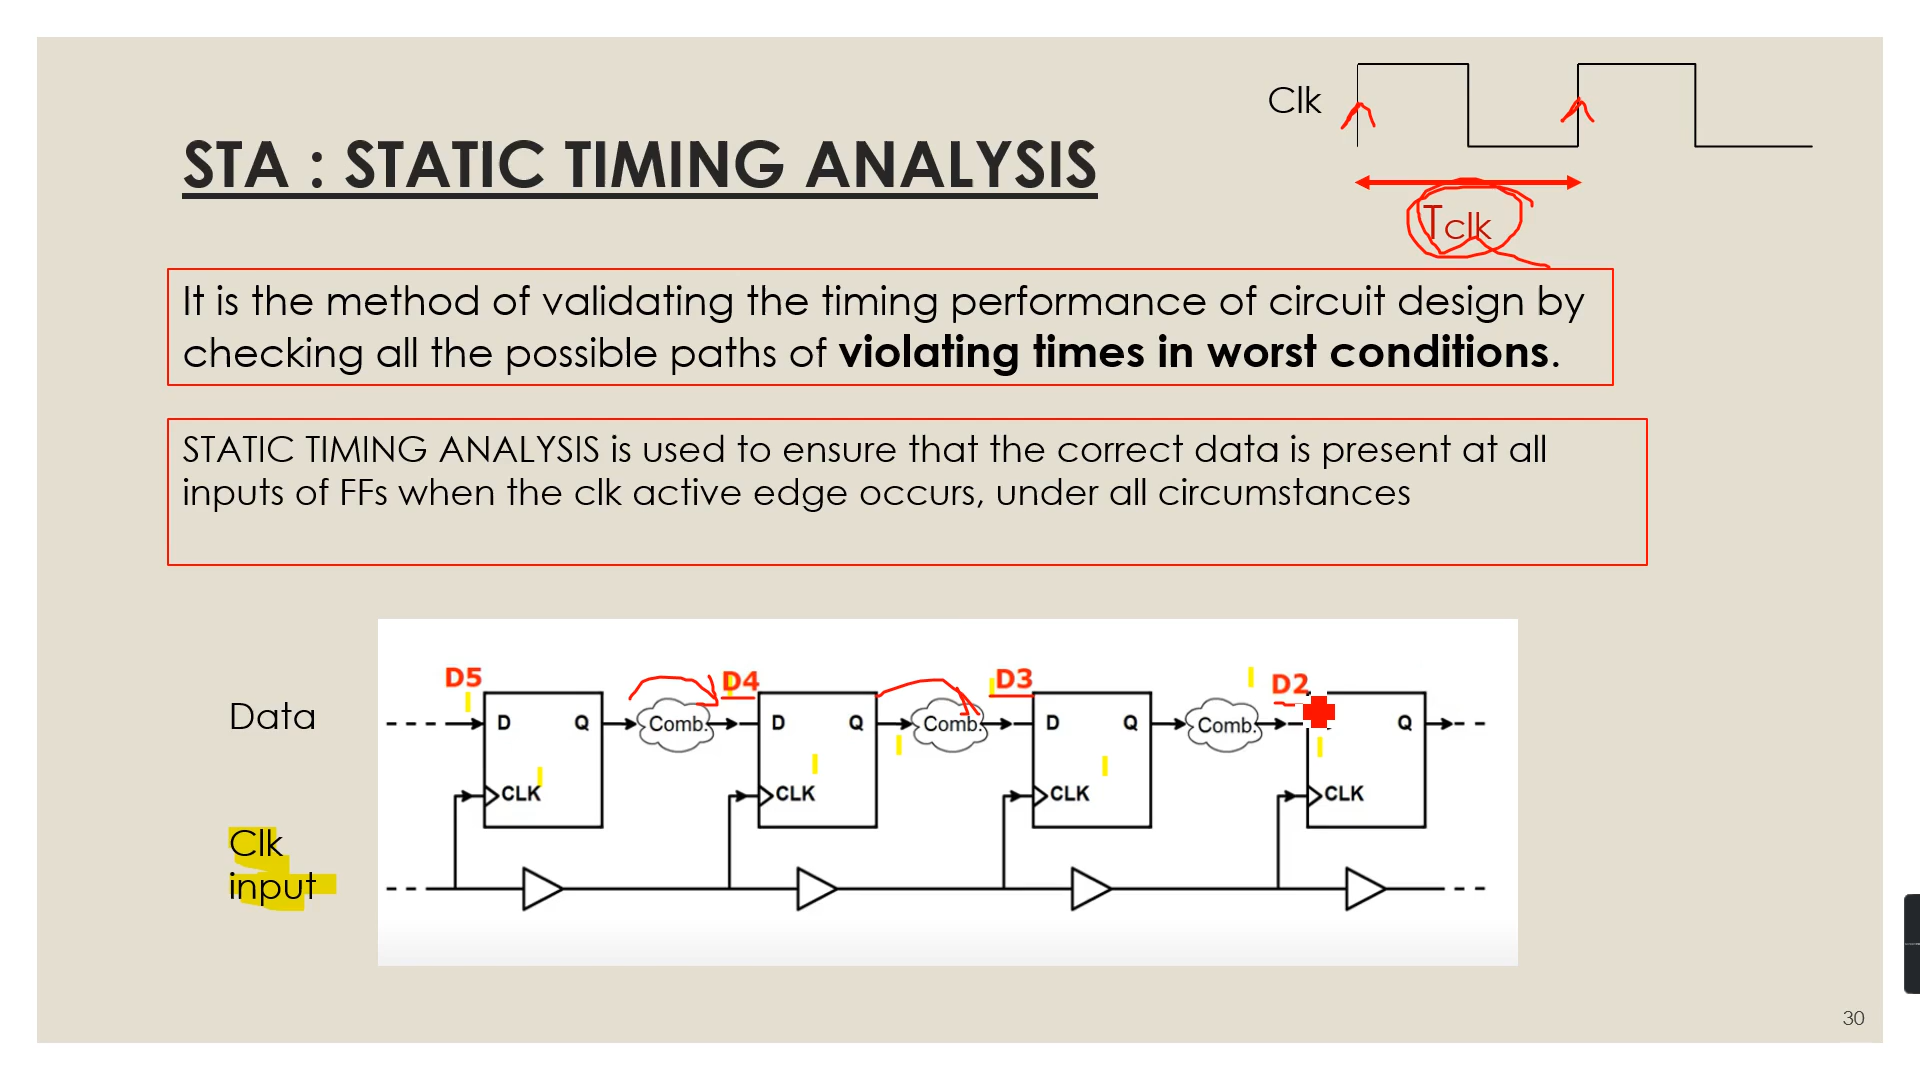 Clk
STA : STATIC TIMING ANALYSIS
Tclk
It is the method of validating the timing performance of circuit design by
checking all the possible paths of violating times in worst conditions.
STATIC TIMING ANALYSIS is used to ensure that the correct data is present at all
inputs of FFs when the clk active edge occurs, under all circumstances
D5 D4 D3 D2
Data D Q Comb. D Q Comb. D Q Comb. Q
CLK CLK CLK CLK
Clk
input
30